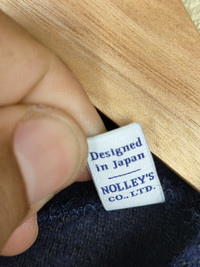 Designed
in Japan
NOLLEY'S
CO.,LTD.